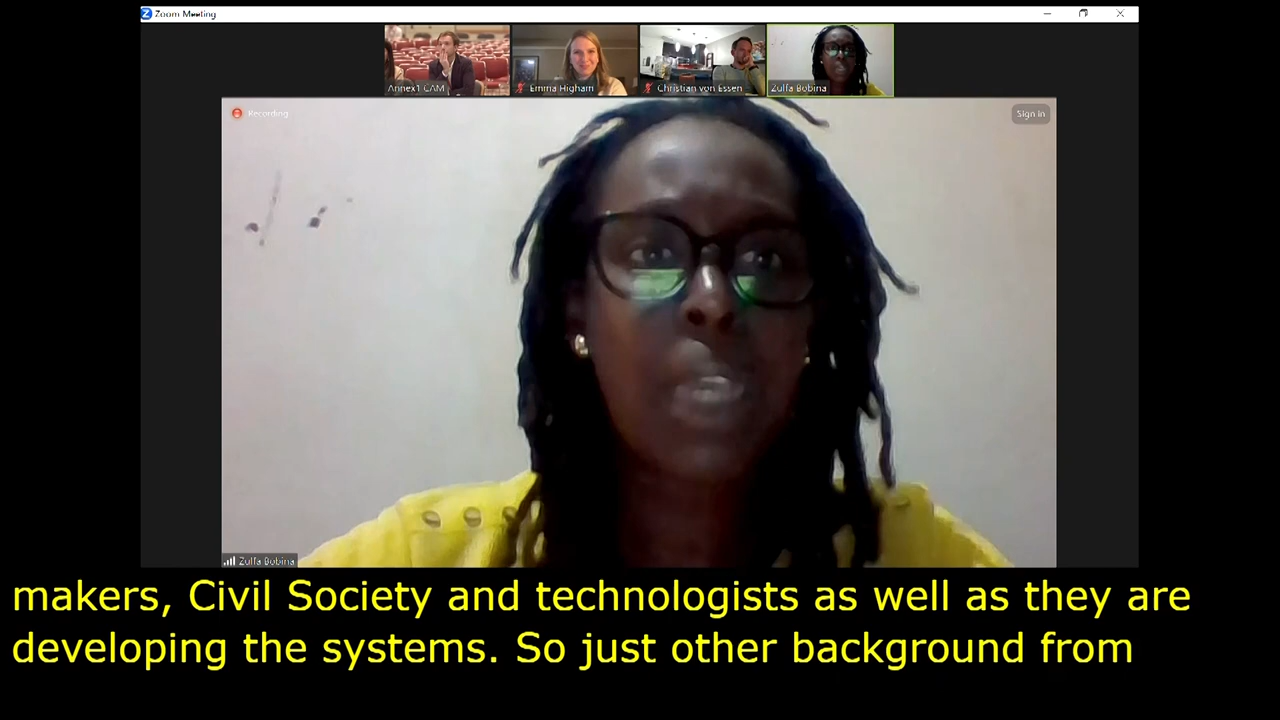 Zoom Meeting
Annex1 CAM
Emma Higham
Christian von Essen
Zulfa Bobina
Recording
Sign in
Zulfa Bobina
makers, Civil Society and technologists as well as they are
developing the systems. So just other background from